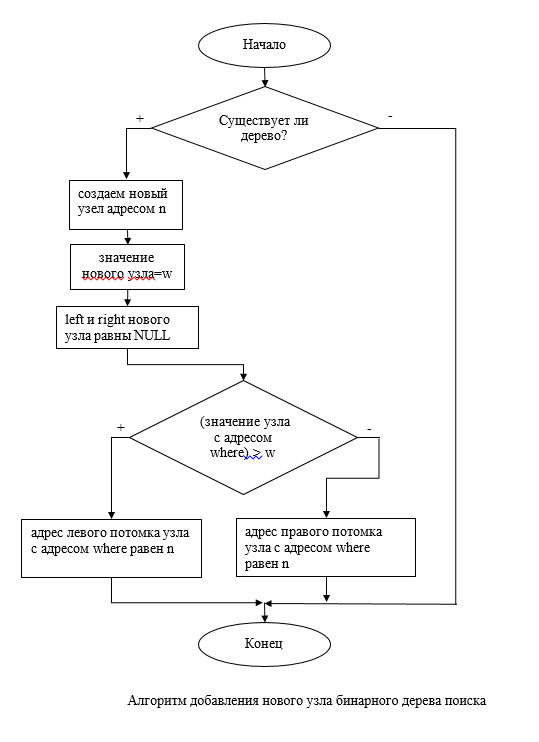 Начало
Существует ли
дерево?
+
-
создаем новый
узел адресом n
значение
нового узла=w
left и right нового
узла равны NULL
(значение узла
с адресом
where) > w
+
-
адрес левого потомка узла
с адресом where равен n
адрес правого потомка
узла с адресом where
равен n
Конец
Алгоритм добавления нового узла бинарного дерева поиска